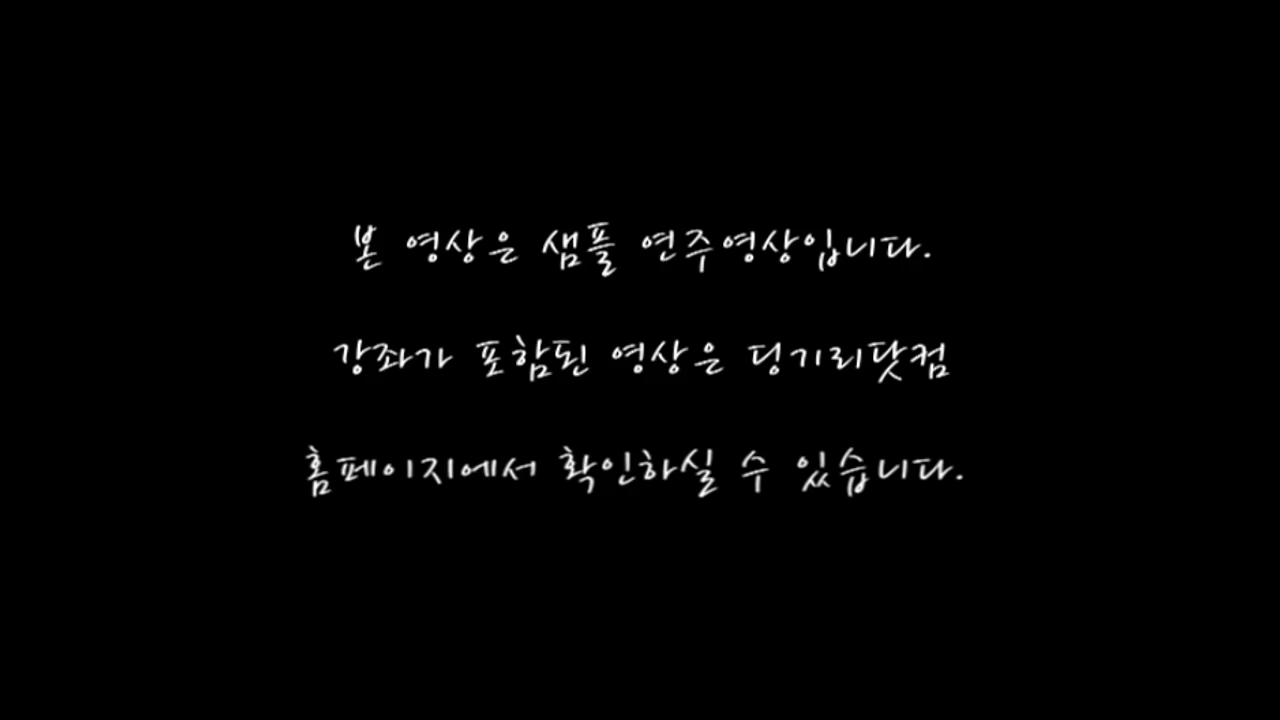 본 영상은 샘플 연주영상입니다.
강좌가 포함된 영상은 딩기리닷컴
홈페이지에서 확인하실 수 있습니다.